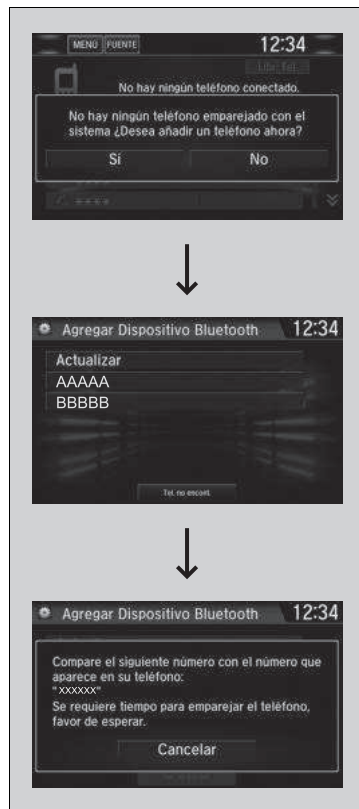 MENÚ FUENTE 12:34
No hay ningún teléfono conectado.
No hay ningún teléfono emparejado con el
sistema ¿Desea añadir un teléfono ahora?
Sí No
Agregar Dispositivo Bluetooth 12:34
Actualizar
AAAAA
BBBBB
Tel. no encont.
Agregar Dispositivo Bluetooth 12:34
Compare el siguiente número con el número que
aparece en su teléfono:
"XXXXXX"
Se requiere tiempo para emparejar el teléfono,
favor de esperar.
Cancelar